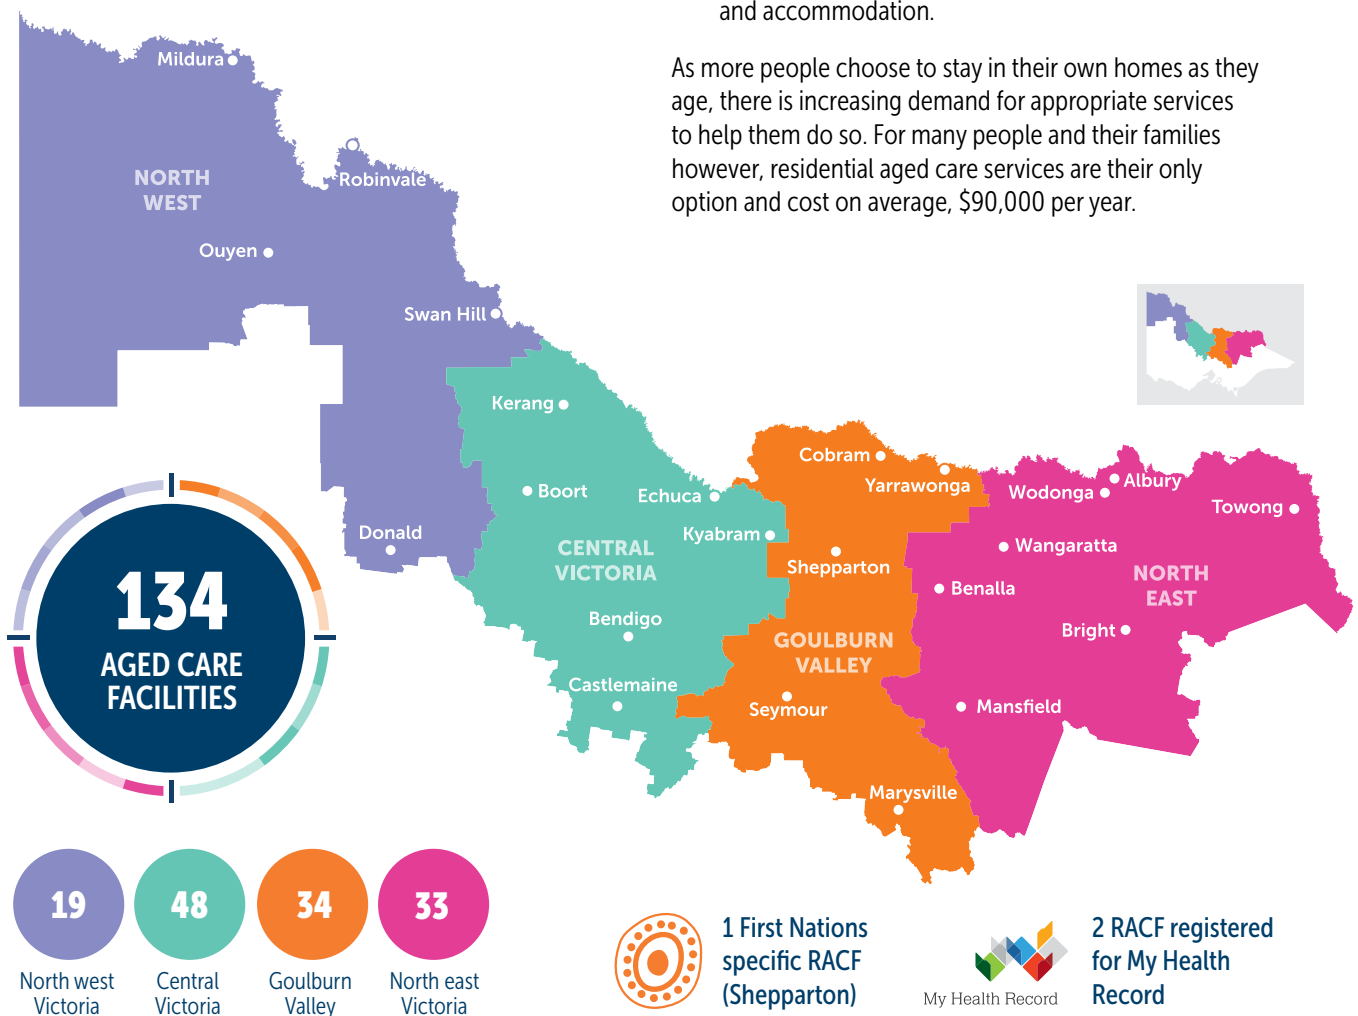 and accommodation.
As more people choose to stay in their own homes as they
age, there is increasing demand for appropriate services
to help them do so. For many people and their families
however, residential aged care services are their only
option and cost on average, $90,000 per year.
Mildura
NORTH
WEST
Robinvale
Ouyen
Swan Hill
Kerang
Boort
Echuca
Kyabram
Donald
CENTRAL
VICTORIA
Bendigo
Castlemaine
Cobram
Yarrawonga
Shepparton
GOULBURN
VALLEY
Seymour
Marysville
Wodonga
Albury
Towong
Wangaratta
Benalla
NORTH
EAST
Bright
Mansfield
134
AGED CARE
FACILITIES
19
North west
Victoria
48
Central
Victoria
34
Goulburn
Valley
33
North east
Victoria
1 First Nations
specific RACF
(Shepparton)
My Health Record
2 RACF registered
for My Health
Record